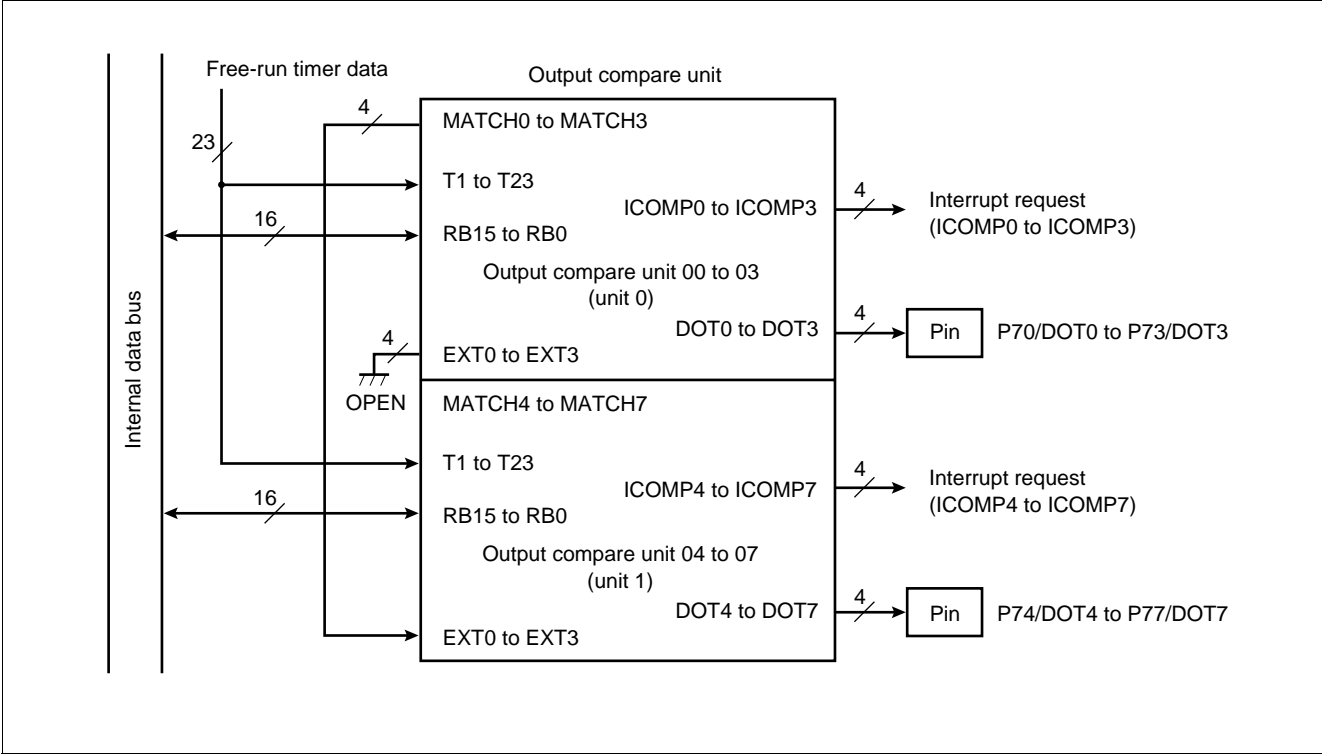 Free-run timer data
Output compare unit
4
MATCH0 to MATCH3
23
T1 to T23
ICOMP0 to ICOMP3
4
Interrupt request
(ICOMP0 to ICOMP3)
16
RB15 to RB0
Output compare unit 00 to 03
(unit 0)
DOT0 to DOT3
4
Pin
P70/DOT0 to P73/DOT3
4
EXT0 to EXT3
OPEN
Internal data bus
MATCH4 to MATCH7
T1 to T23
ICOMP4 to ICOMP7
4
Interrupt request
(ICOMP4 to ICOMP7)
16
RB15 to RB0
Output compare unit 04 to 07
(unit 1)
DOT4 to DOT7
4
Pin
P74/DOT4 to P77/DOT7
EXT0 to EXT3